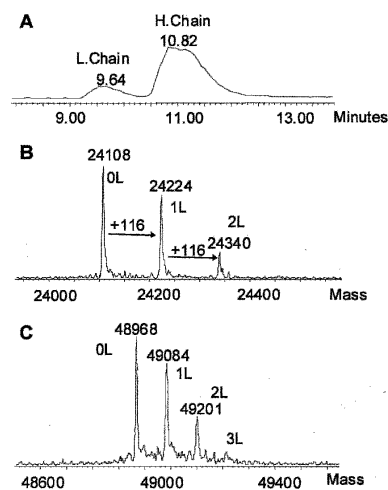 A
H.Chain
10.82
L.Chain
9.64
9.00 11.00 13.00 Minutes
B
24108
0L
24224
1L
2L
24340
+116
+116
24000 24200 24400 Mass
C
48968
0L
49084
1L
2L
49201
3L
48600 49000 49400 Mass